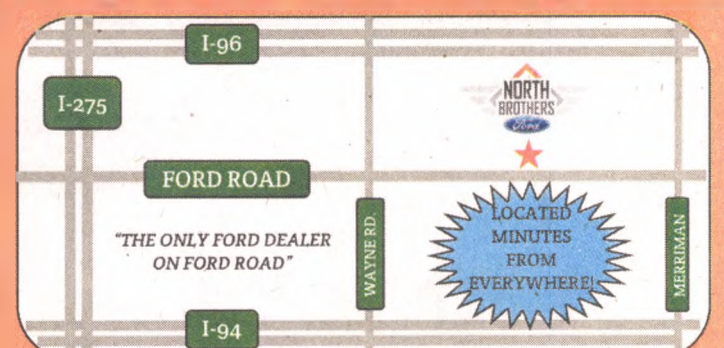 I-96
I-275
NORTH
BROTHERS
Ford
FORD ROAD
"THE ONLY FORD DEALER
ON FORD ROAD"
WAYNE RD.
LOCATED
MINUTES
FROM
EVERYWHERE!
MERRIMAN
I-94